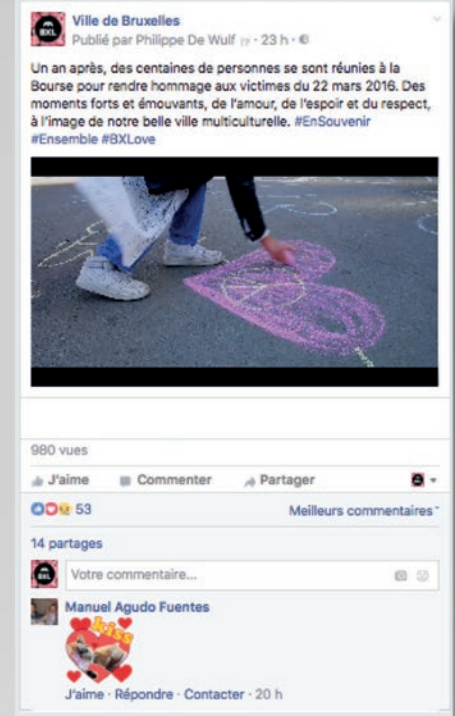 Ville de Bruxelles
Publié par Philippe De Wulf · 23 h ·
Un an après, des centaines de personnes se sont réunies à la
Bourse pour rendre hommage aux victimes du 22 mars 2016. Des
moments forts et émouvants, de l'amour, de l'espoir et du respect,
à l'image de notre belle ville multiculturelle. #EnSouvenir
#Ensemble #BXLove
980 vues
J'aime Commenter Partager
53 Meilleurs commentaires
14 partages
BXL Votre commentaire...
Manuel Agudo Fuentes
kiss
J'aime · Répondre · Contacter · 20 h